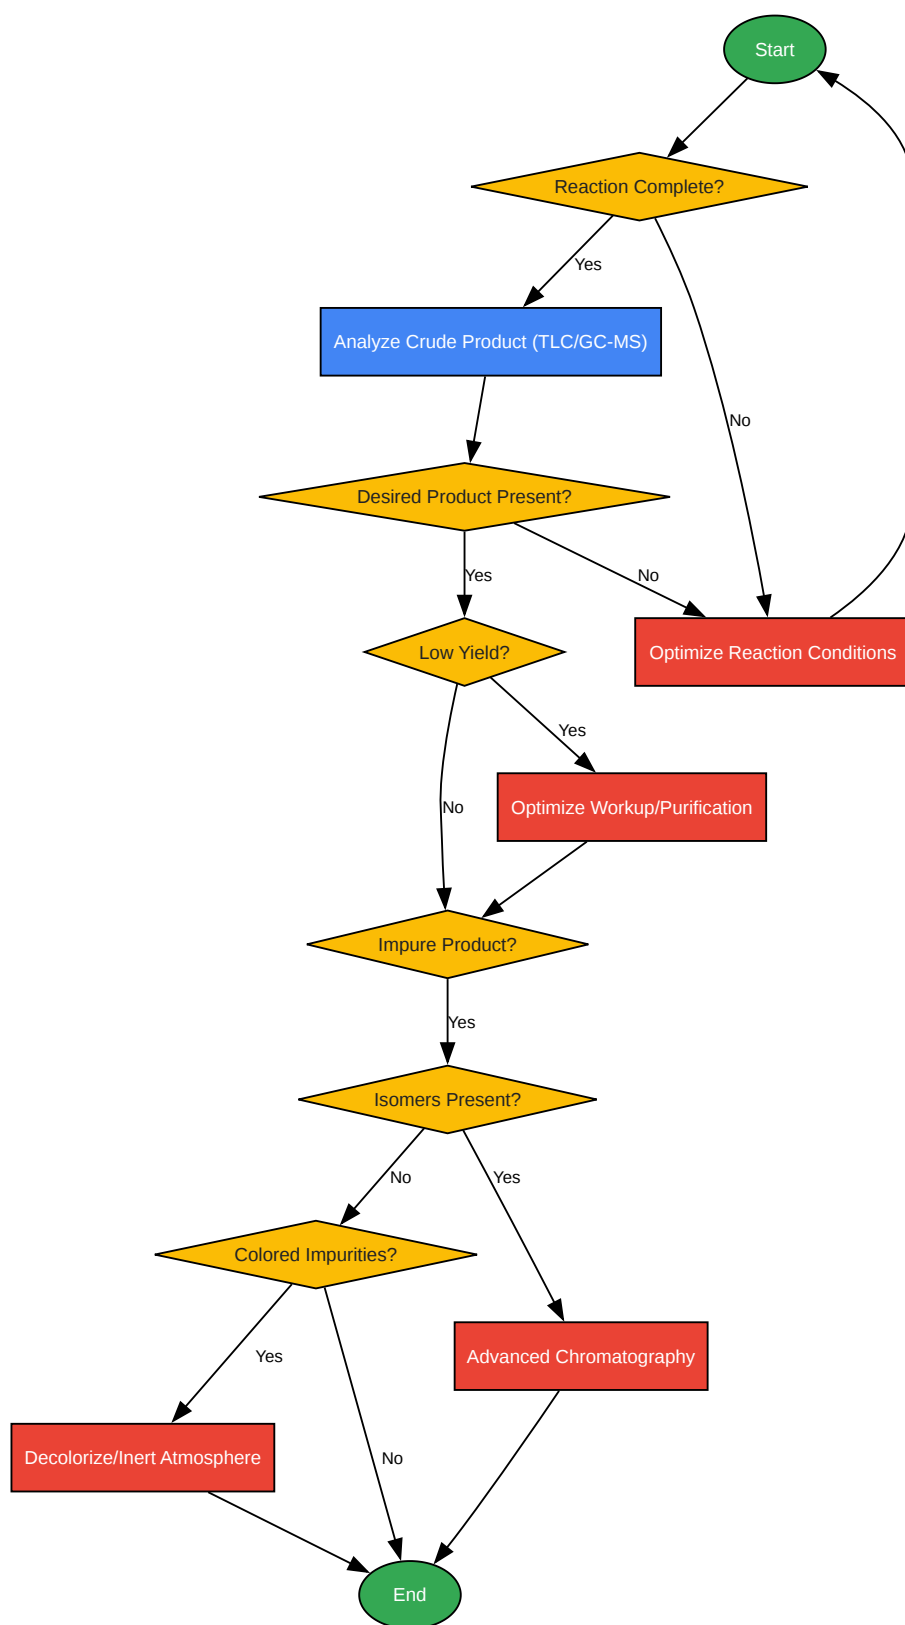 Start
Reaction Complete?
Yes
Analyze Crude Product (TLC/GC-MS)
No
Desired Product Present?
Yes
No
Low Yield?
Optimize Reaction Conditions
Yes
No
Optimize Workup/Purification
Impure Product?
Yes
Isomers Present?
No
Yes
Colored Impurities?
Yes
Advanced Chromatography
No
Decolorize/Inert Atmosphere
End